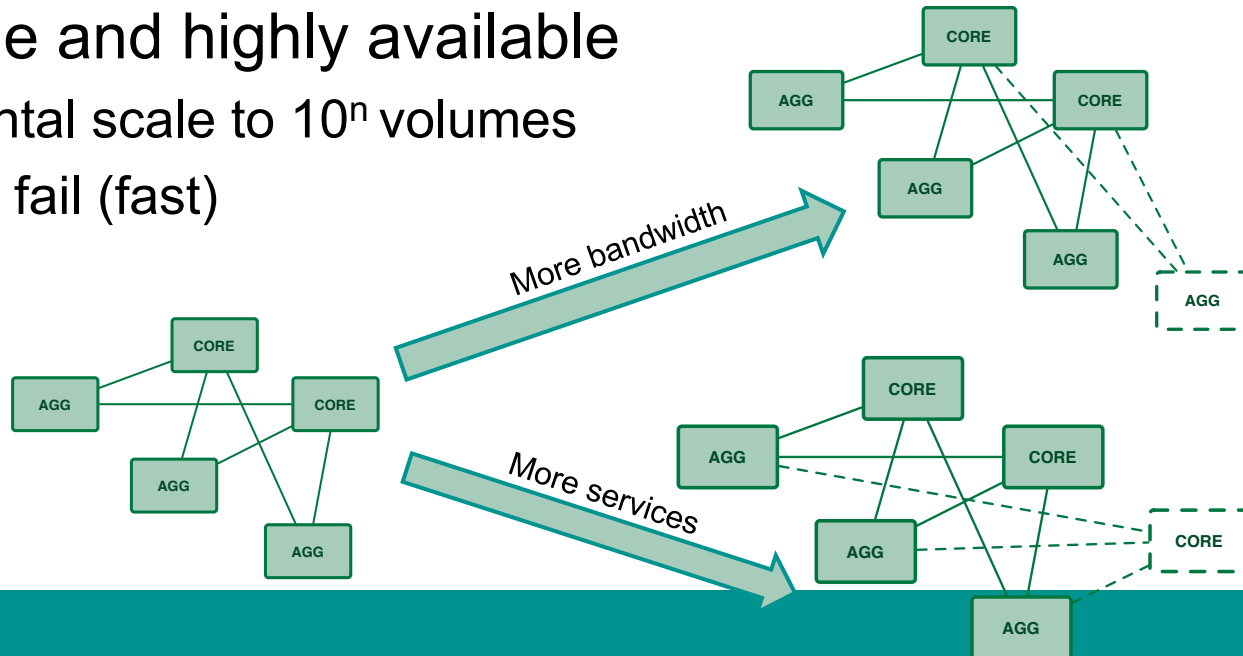 e and highly available
ntal scale to 10ⁿ volumes
fail (fast)
More bandwidth
CORE
AGG
CORE
AGG
AGG
AGG
CORE
AGG
CORE
AGG
AGG
More services
CORE
AGG
CORE
AGG
CORE
AGG